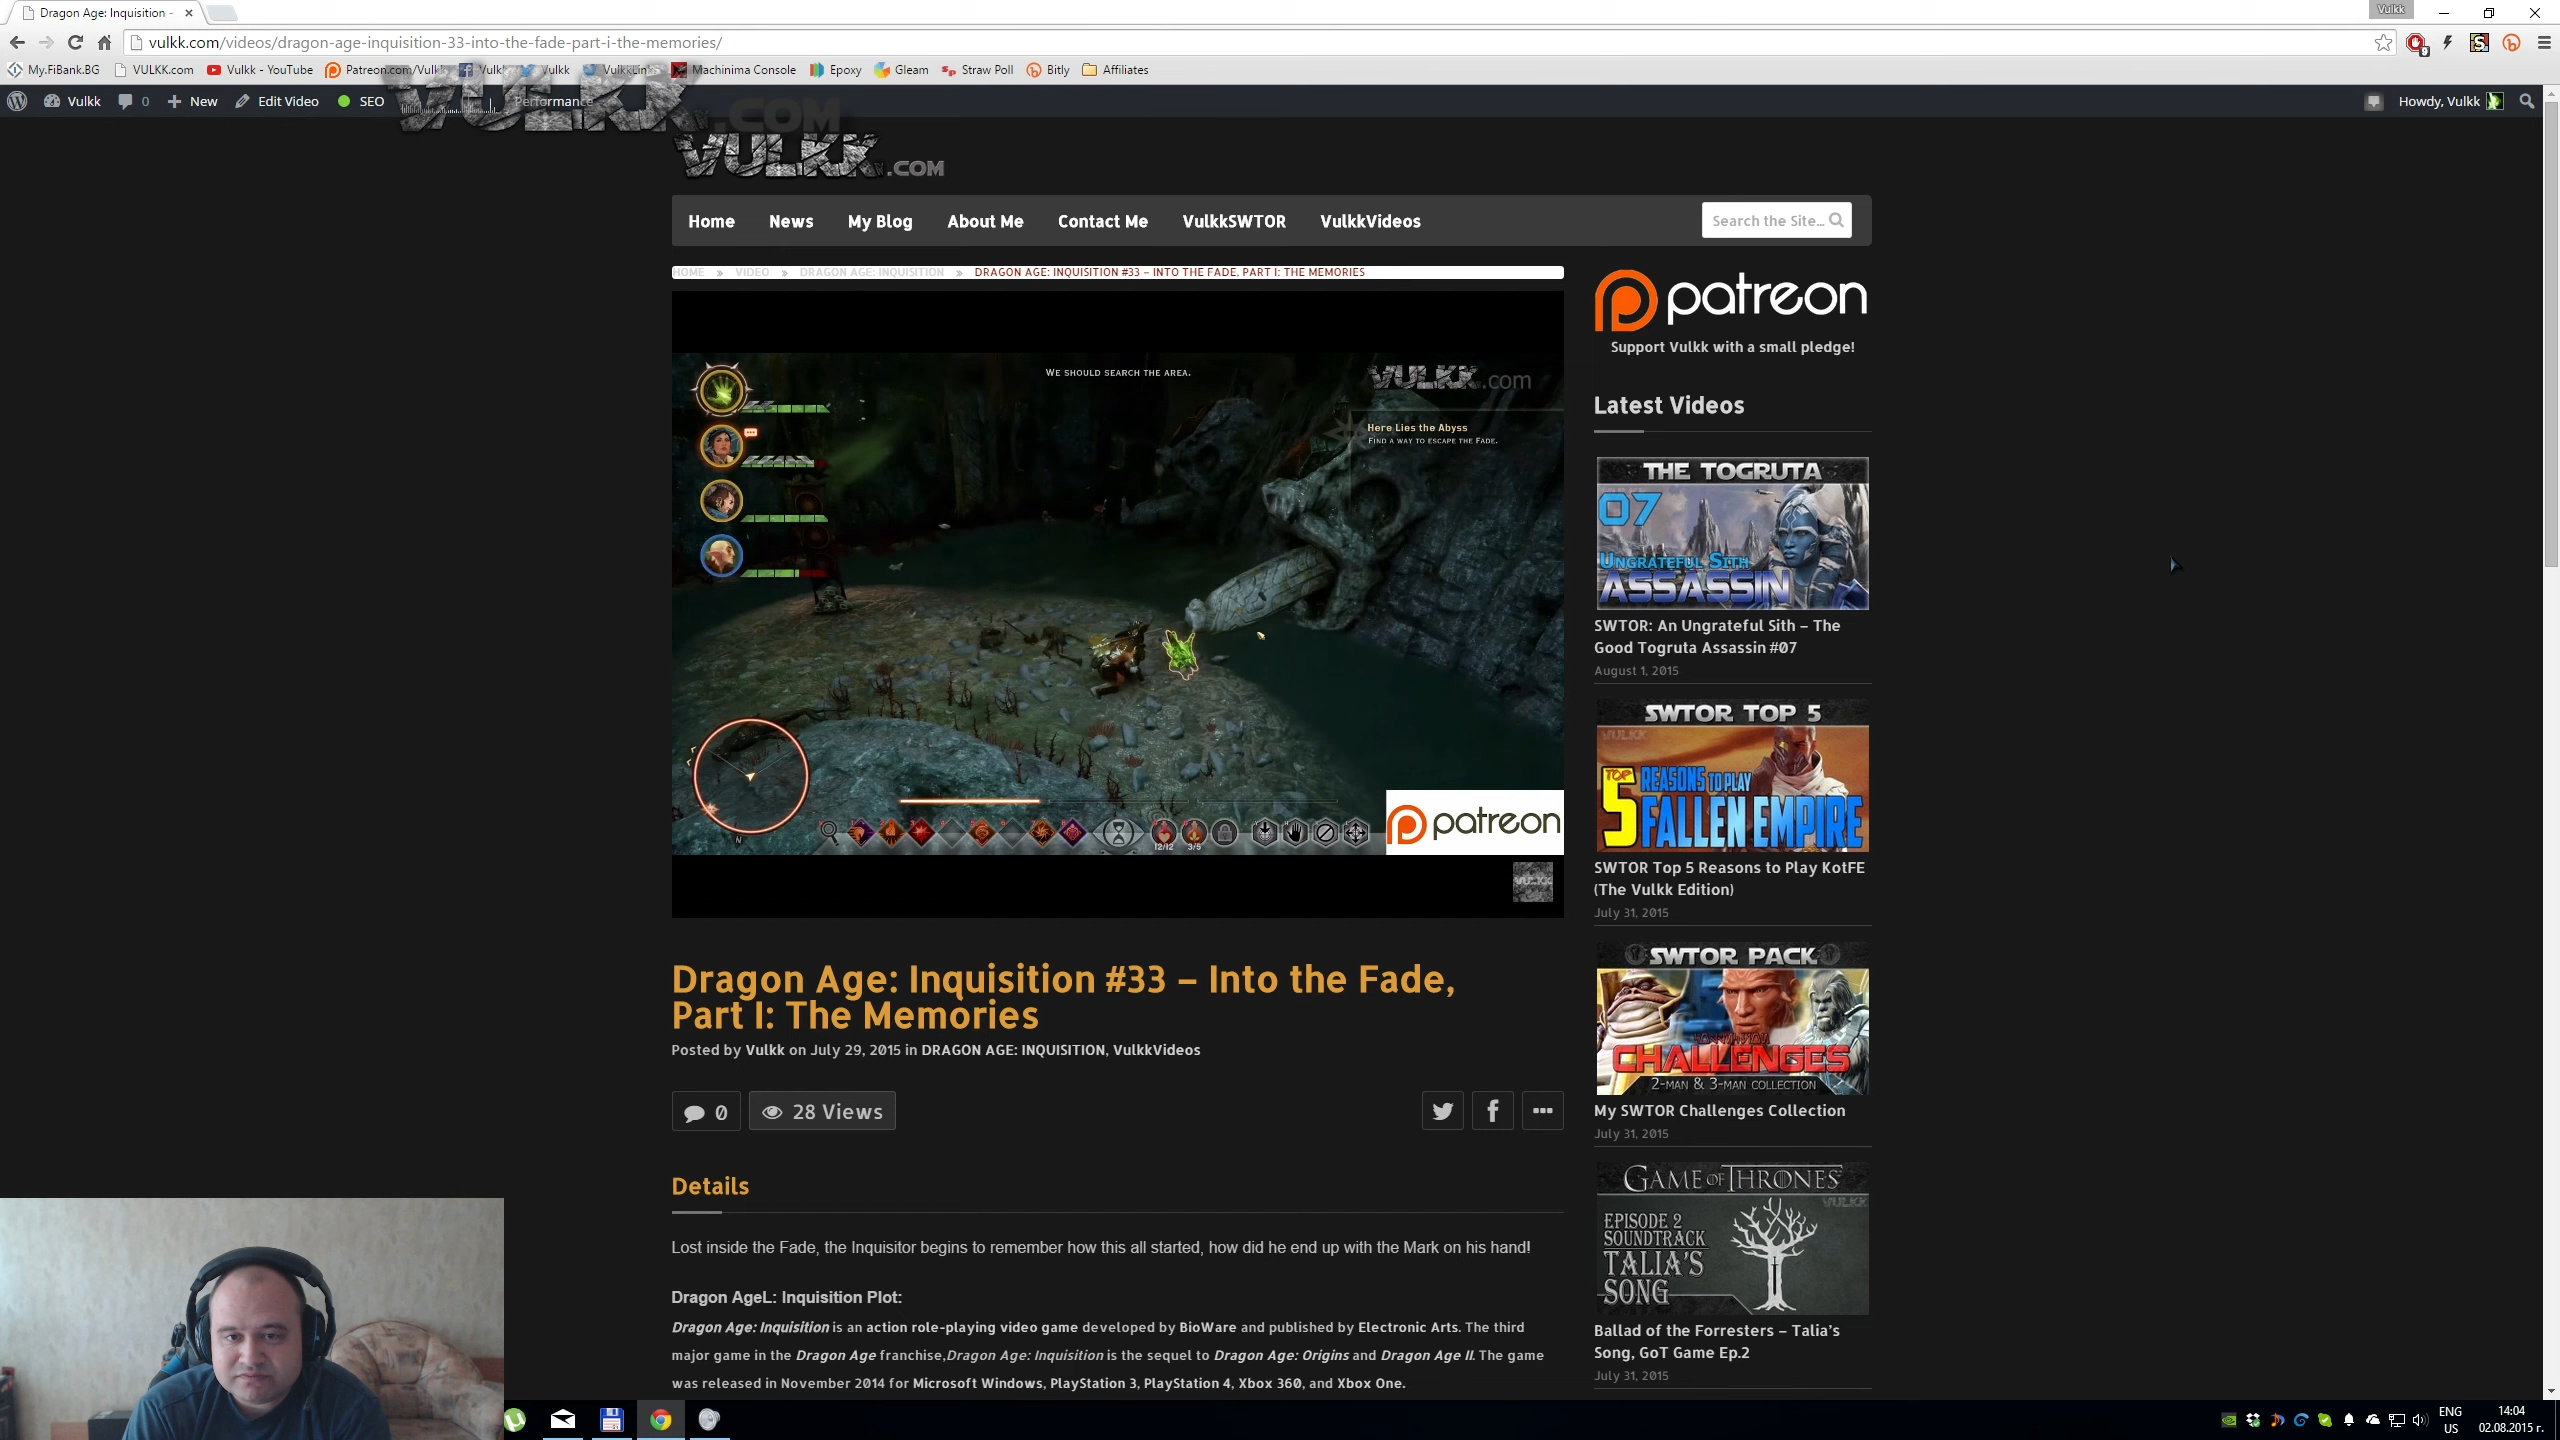 Dragon Age: Inquisition -
Vulkk
vulkk.com/videos/dragon-age-inquisition-33-into-the-fade-part-i-the-memories/
My.FiBank.BG VULKK.com Vulkk - YouTube Patreon.com/Vulk Vulk Vulkk VulkkLin Machinima Console Epoxy Gleam Straw Poll Bitly Affiliates
Vulkk 0 New Edit Video SEO Performance Howdy, Vulkk
VULKK.COM
VULKK.COM
Home News My Blog About Me Contact Me VulkkSWTOR VulkkVideos Search the Site...
HOME » VIDEO » DRAGON AGE: INQUISITION » DRAGON AGE: INQUISITION #33 – INTO THE FADE, PART I: THE MEMORIES
WE SHOULD SEARCH THE AREA.
VULKK.com
Here Lies the Abyss
FIND A WAY TO ESCAPE THE FADE.
N
12/12 3/5
patreon
VULKK
Dragon Age: Inquisition #33 – Into the Fade,
Part I: The Memories
Posted by Vulkk on July 29, 2015 in DRAGON AGE: INQUISITION, VulkkVideos
0 28 Views
Details
Lost inside the Fade, the Inquisitor begins to remember how this all started, how did he end up with the Mark on his hand!
Dragon AgeL: Inquisition Plot:
Dragon Age: Inquisition is an action role-playing video game developed by BioWare and published by Electronic Arts. The third
major game in the Dragon Age franchise,Dragon Age: Inquisition is the sequel to Dragon Age: Origins and Dragon Age II. The game
was released in November 2014 for Microsoft Windows, PlayStation 3, PlayStation 4, Xbox 360, and Xbox One.
patreon
Support Vulkk with a small pledge!
Latest Videos
THE TOGRUTA
07
UNGRATEFUL SITH
ASSASSIN
SWTOR: An Ungrateful Sith – The
Good Togruta Assassin #07
August 1, 2015
SWTOR TOP 5
VULKK
TOP
5
REASONS TO PLAY
FALLEN EMPIRE
SWTOR Top 5 Reasons to Play KotFE
(The Vulkk Edition)
July 31, 2015
SWTOR PACK
CHALLENGES
2-MAN & 3-MAN COLLECTION
My SWTOR Challenges Collection
July 31, 2015
GAME OF THRONES
VULKK
EPISODE 2
SOUNDTRACK
TALIA'S
SONG
Ballad of the Forresters – Talia's
Song, GoT Game Ep.2
July 31, 2015
ENG
US
14:04
02.08.2015 г.